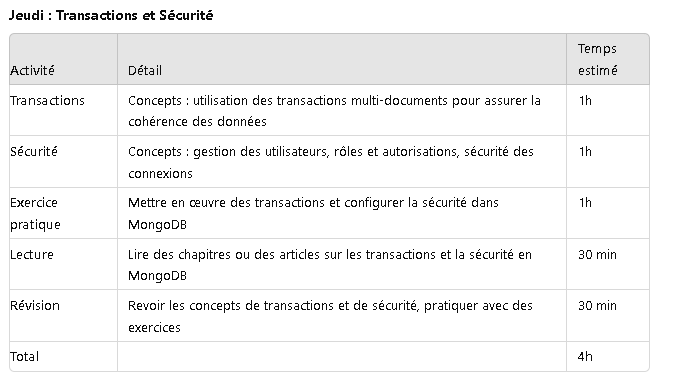 Jeudi : Transactions et Sécurité
Temps
Activité Détail estimé
Transactions Concepts : utilisation des transactions multi-documents pour assurer la 1h
cohérence des données
Sécurité Concepts : gestion des utilisateurs, rôles et autorisations, sécurité des 1h
connexions
Exercice Mettre en œuvre des transactions et configurer la sécurité dans 1h
pratique MongoDB
Lecture Lire des chapitres ou des articles sur les transactions et la sécurité en 30 min
MongoDB
Révision Revoir les concepts de transactions et de sécurité, pratiquer avec des 30 min
exercices
Total 4h